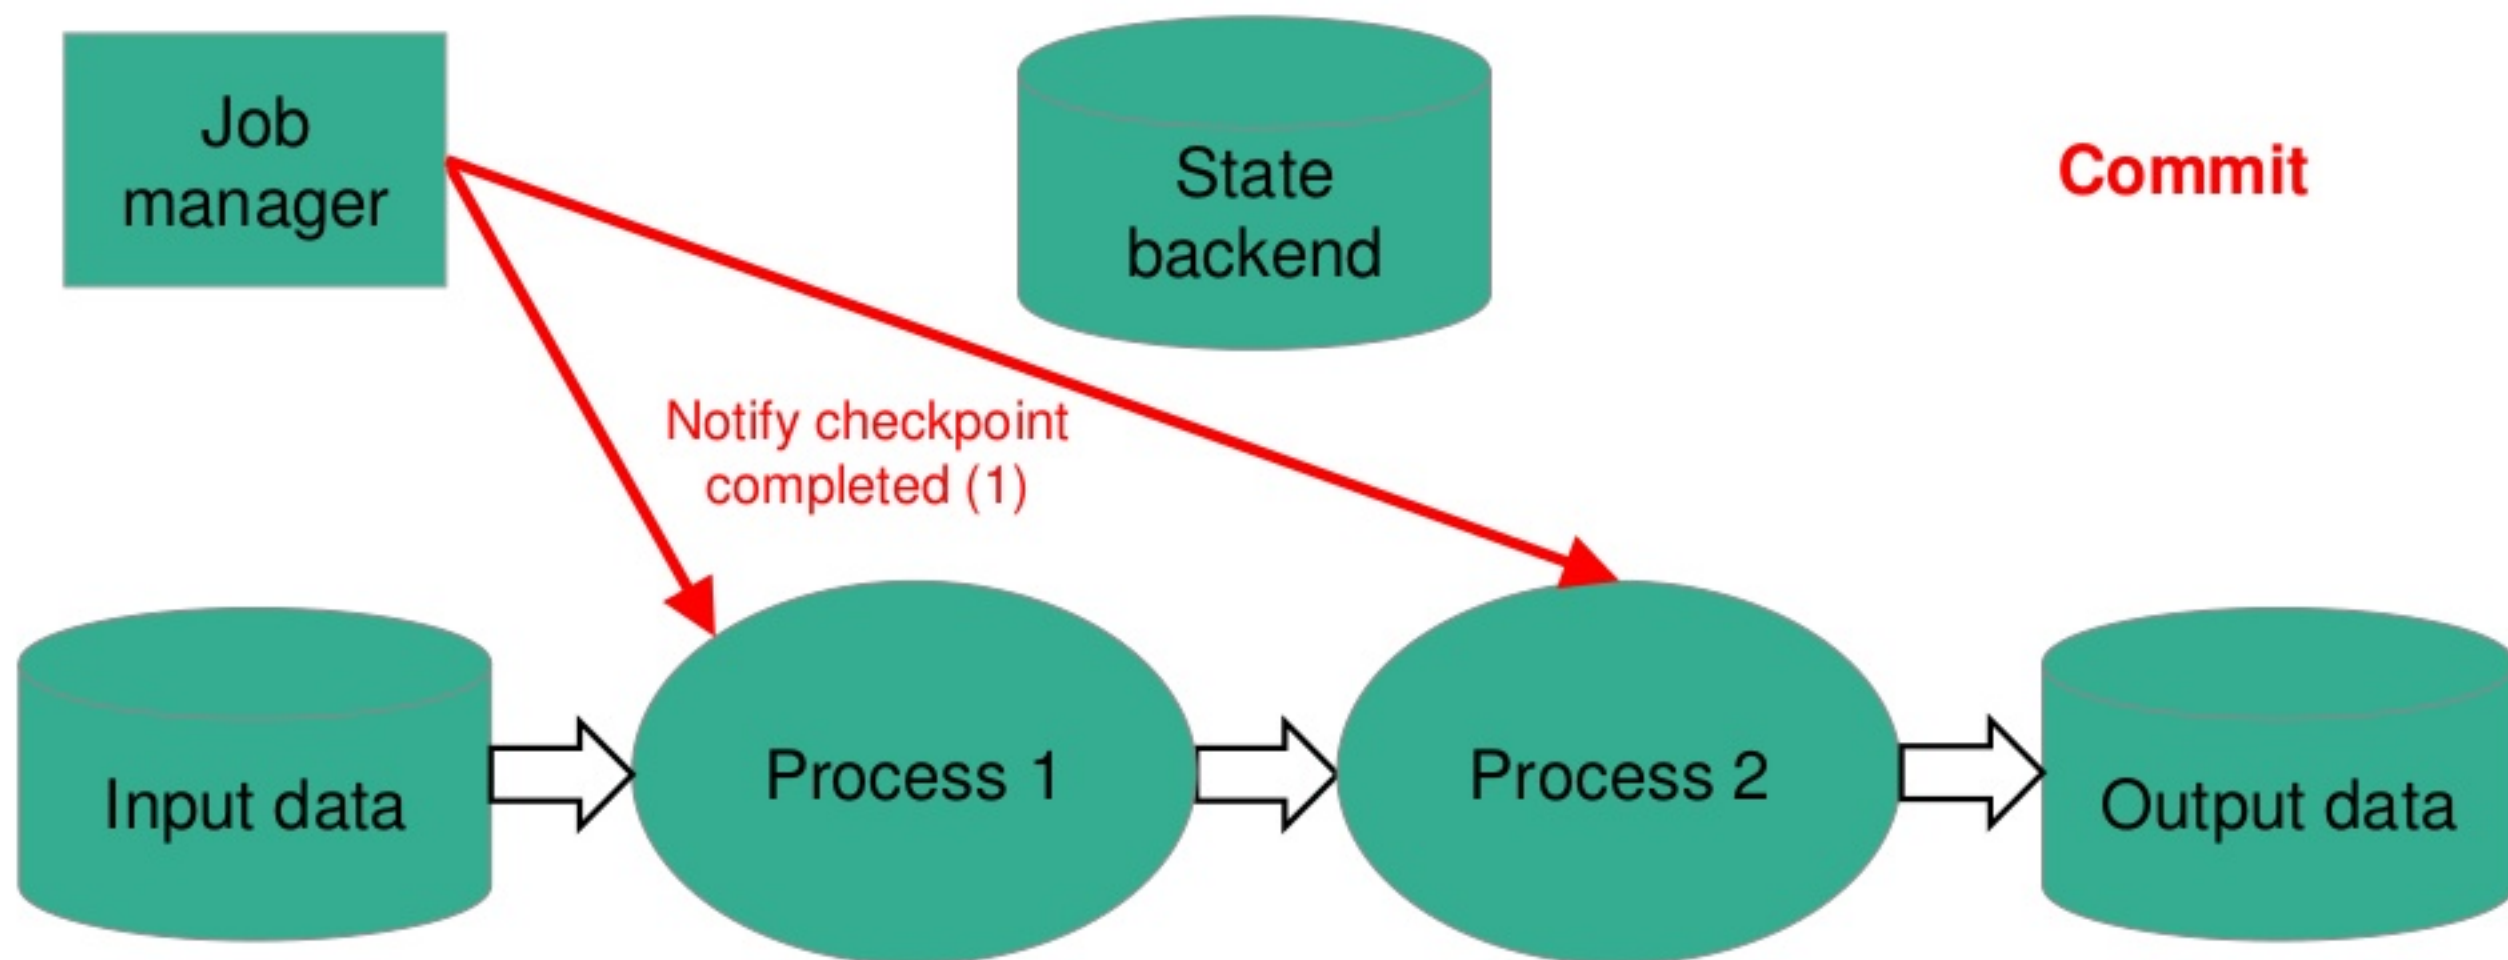 Job
manager
State
backend
Commit
Notify checkpoint
completed (1)
Input data
Process 1
Process 2
Output data